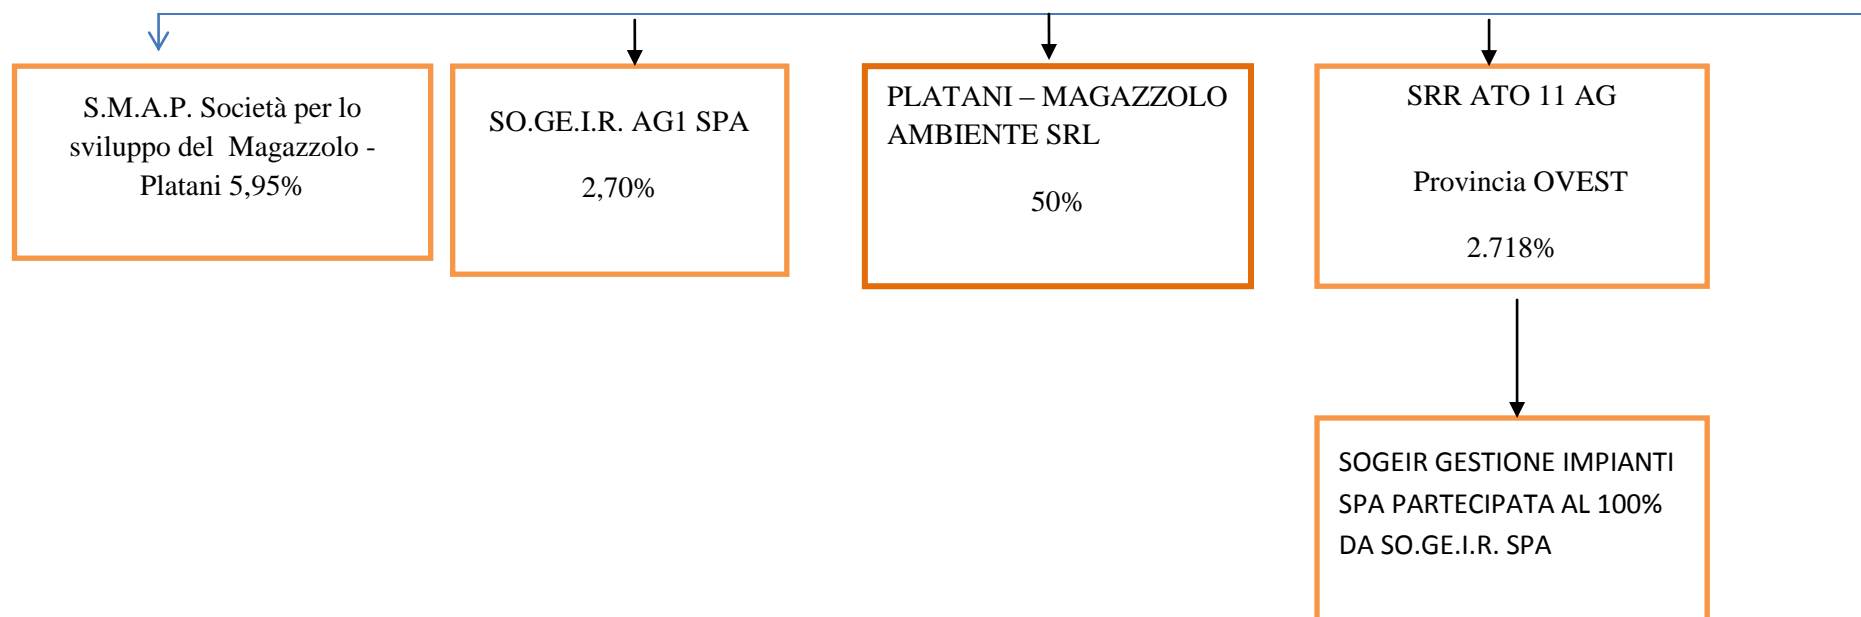 S.M.A.P. Società per lo
sviluppo del Magazzolo -
Platani 5,95%
SO.GE.I.R. AG1 SPA
2,70%
PLATANI – MAGAZZOLO
AMBIENTE SRL
50%
SRR ATO 11 AG
Provincia OVEST
2.718%
SOGEIR GESTIONE IMPIANTI
SPA PARTECIPATA AL 100%
DA SO.GE.I.R. SPA